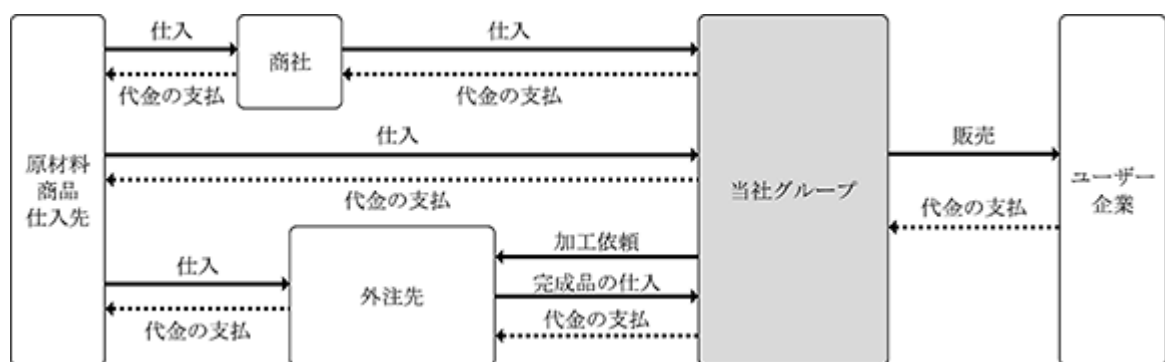 仕入
仕入
商社
代金の支払
代金の支払
仕入
販売
原材料
商品
仕入先
代金の支払
当社グループ
ユーザー
企業
代金の支払
加工依頼
仕入
完成品の仕入
外注先
代金の支払
代金の支払